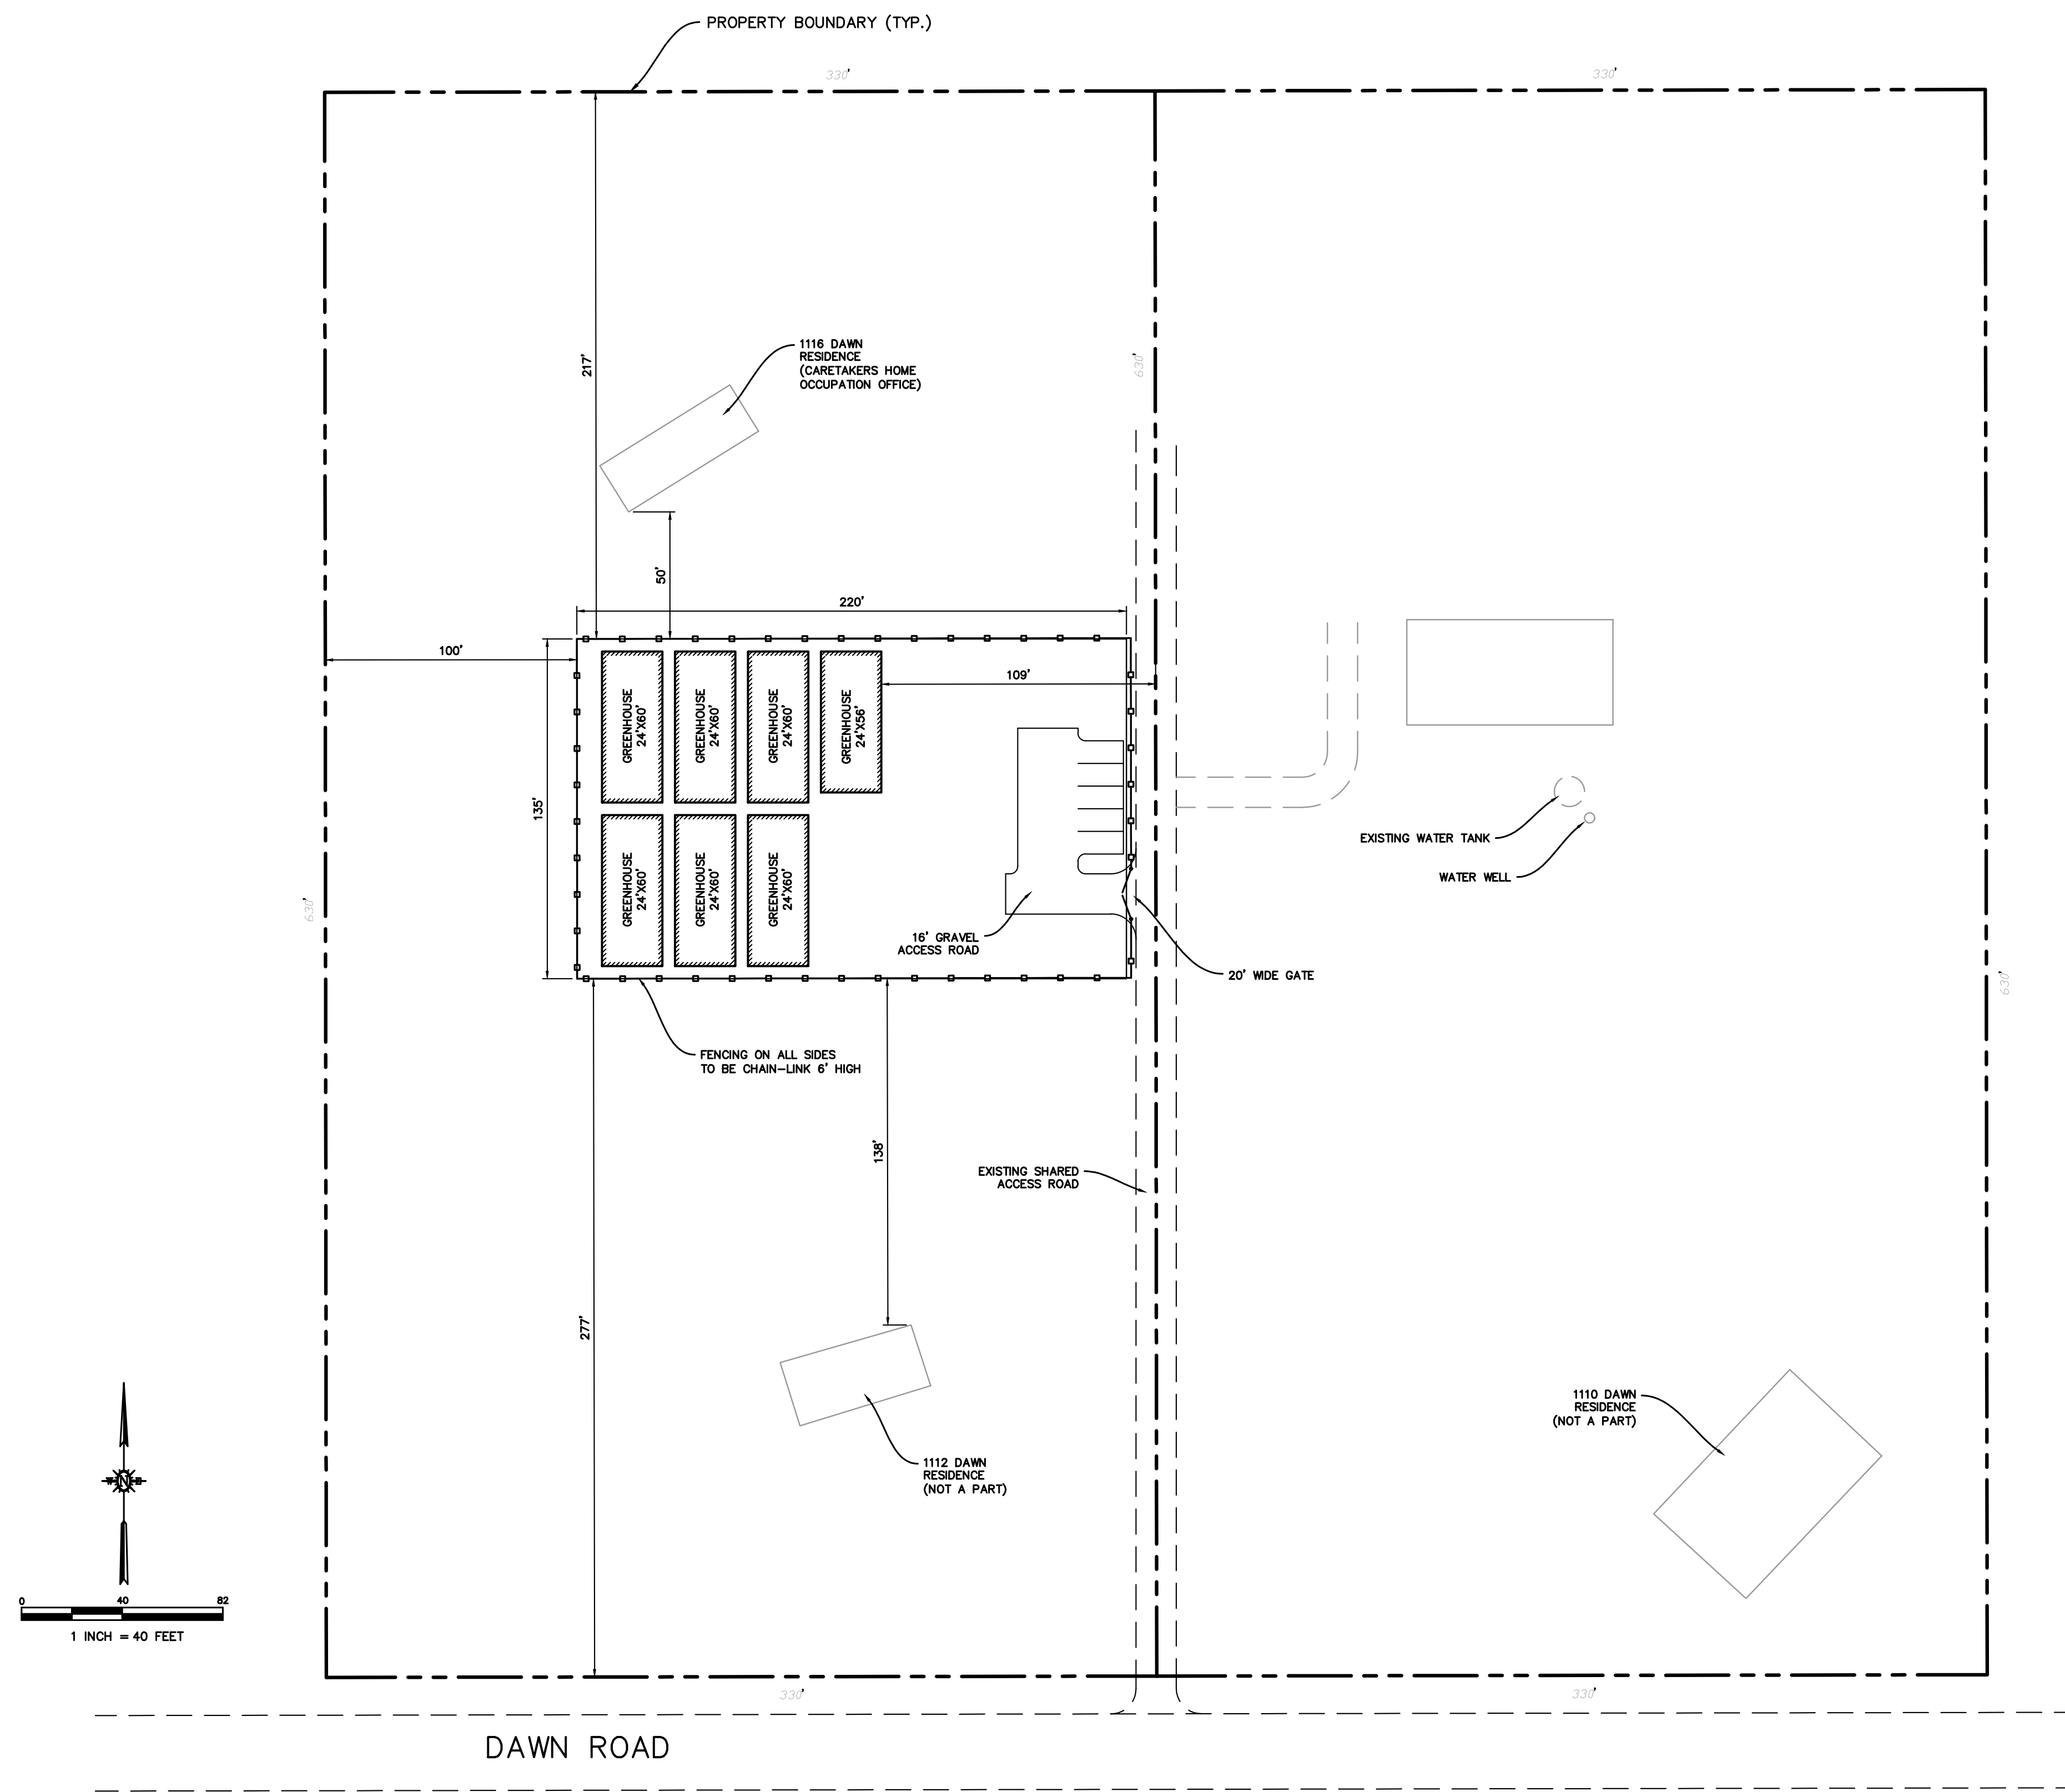 PROPERTY BOUNDARY (TYP.)
330'
330'
1116 DAWN
RESIDENCE
(CARETAKERS HOME
OCCUPATION OFFICE)
217'
630'
50'
220'
100'
109'
GREENHOUSE
24'X60'
GREENHOUSE
24'X60'
GREENHOUSE
24'X60'
GREENHOUSE
24'X56'
135'
EXISTING WATER TANK
WATER WELL
GREENHOUSE
24'X60'
GREENHOUSE
24'X60'
GREENHOUSE
24'X60'
630'
16' GRAVEL
ACCESS ROAD
20' WIDE GATE
630'
FENCING ON ALL SIDES
TO BE CHAIN-LINK 6' HIGH
138'
EXISTING SHARED
ACCESS ROAD
277'
1110 DAWN
RESIDENCE
(NOT A PART)
1112 DAWN
RESIDENCE
(NOT A PART)
N
0 40 82
1 INCH = 40 FEET
330'
330'
DAWN ROAD